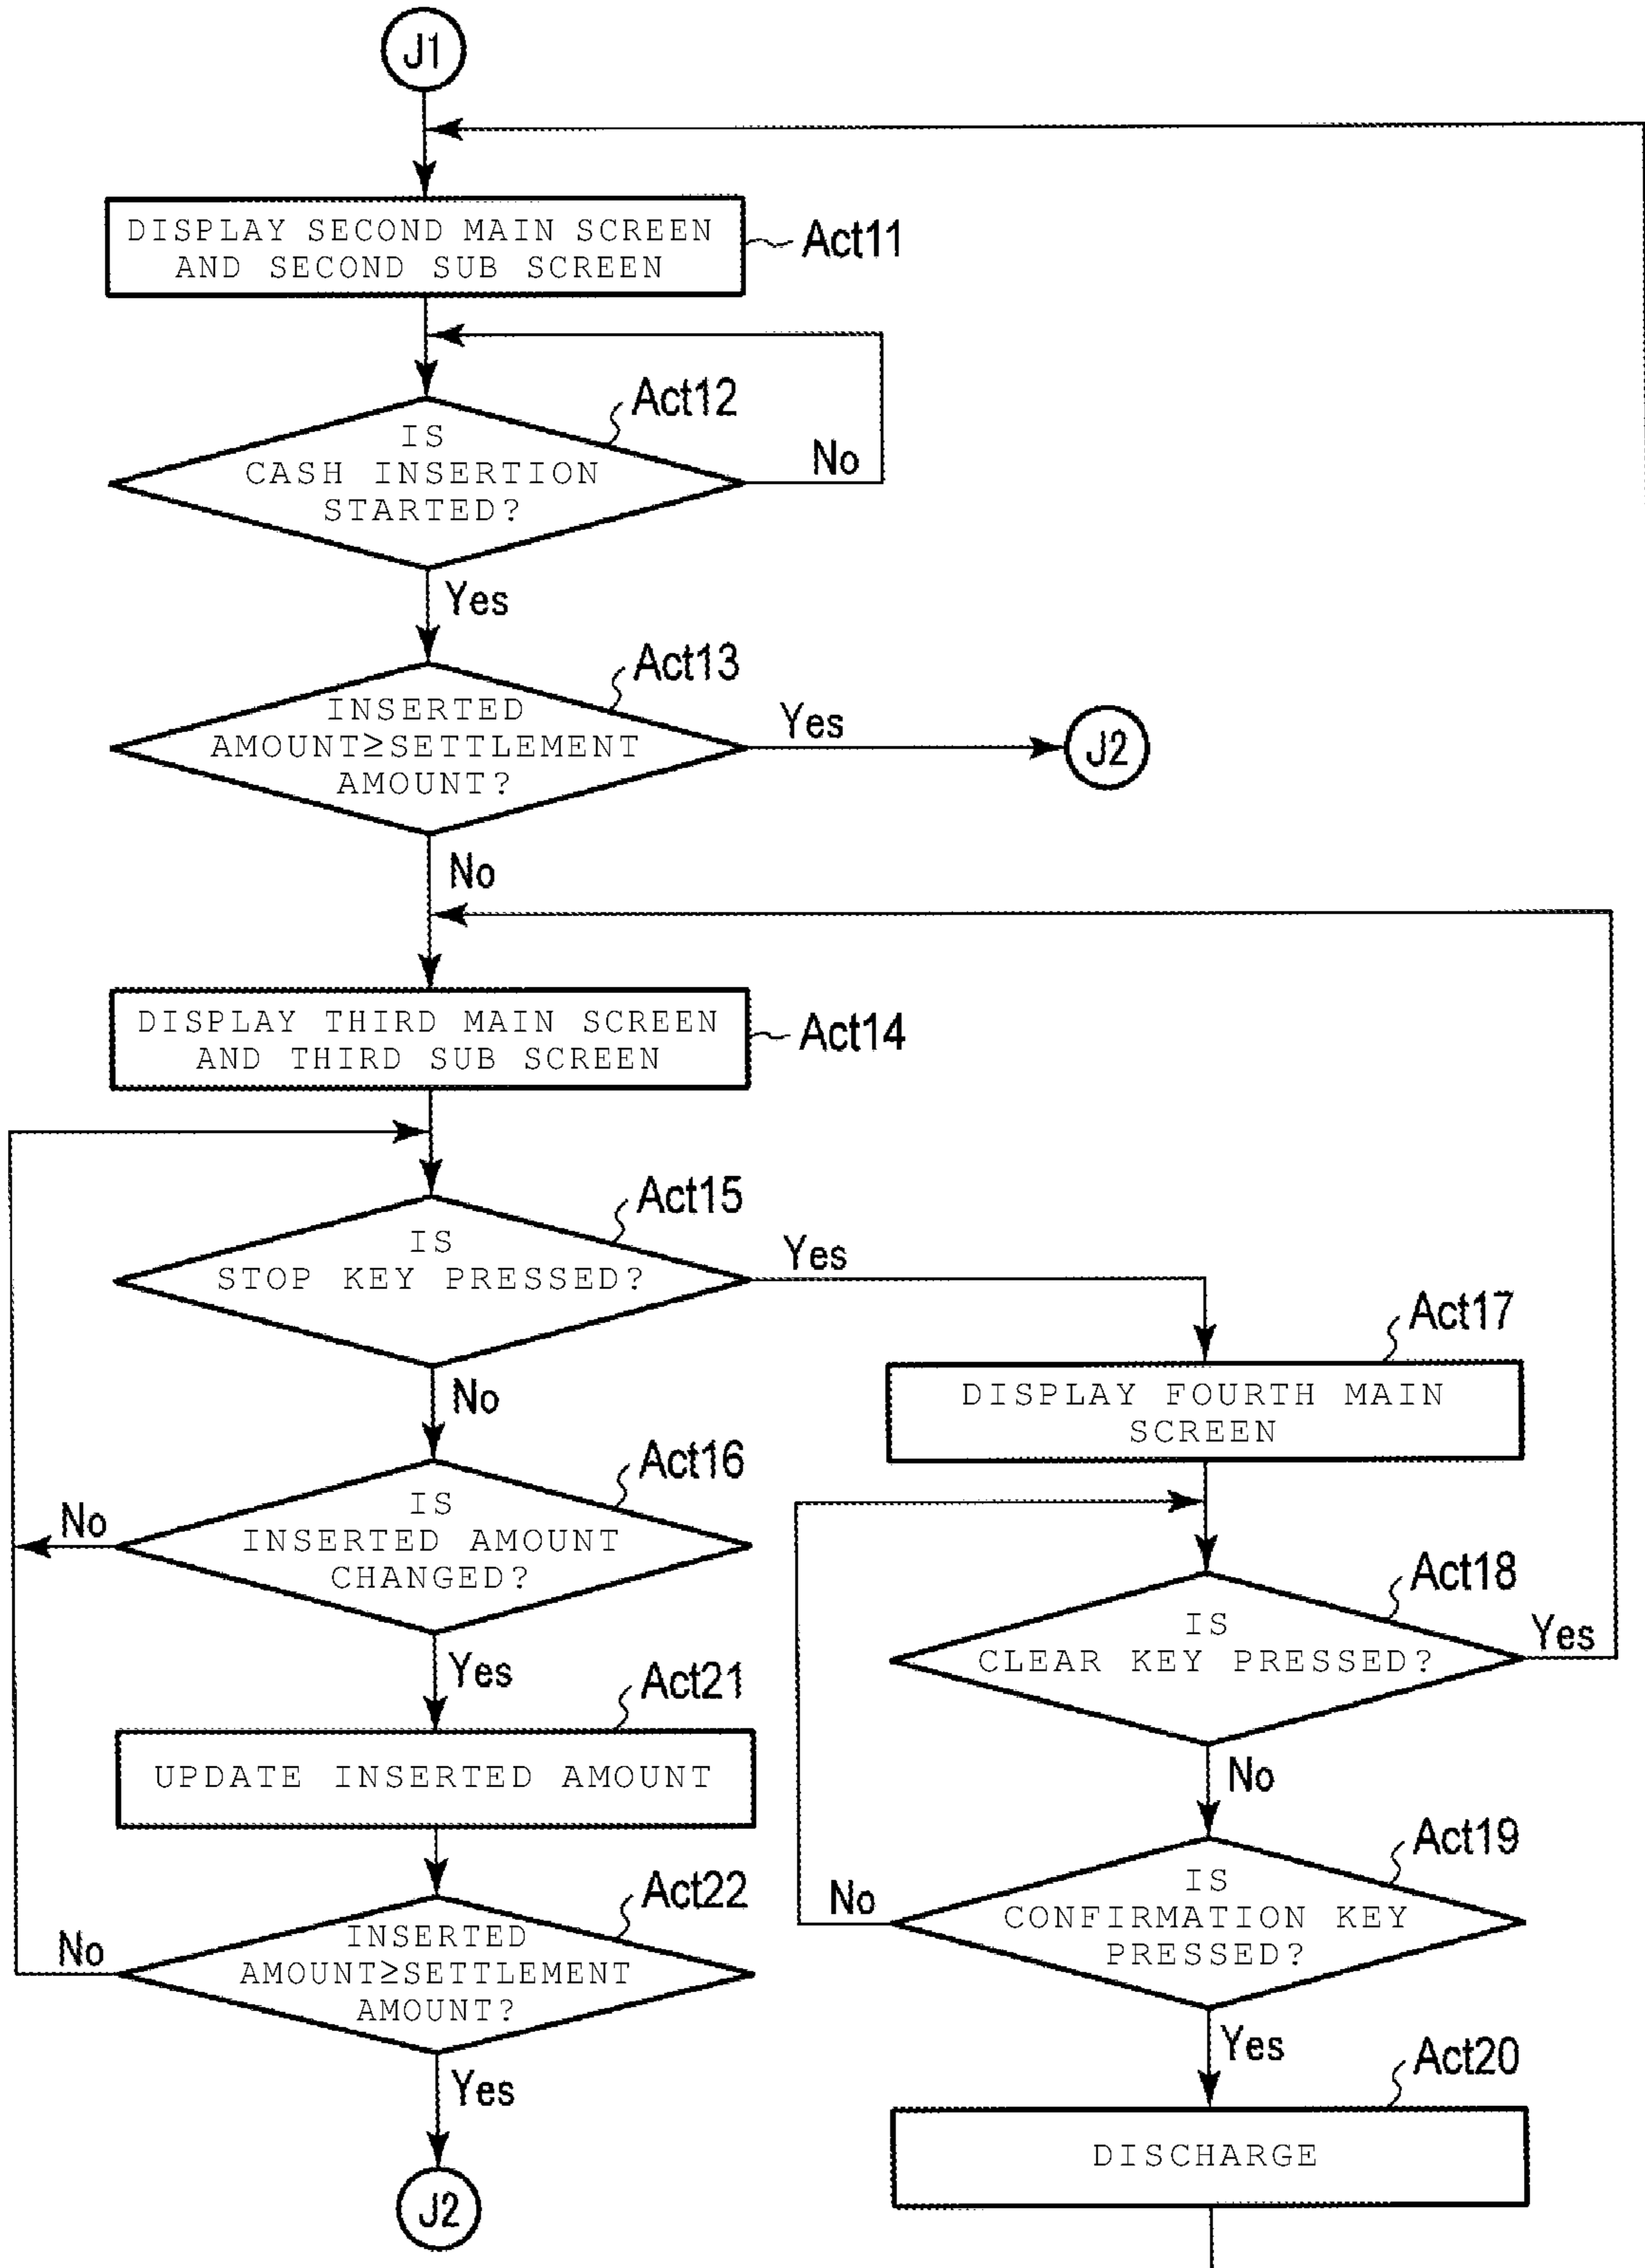 J1
DISPLAY SECOND MAIN SCREEN
AND SECOND SUB SCREEN
Act11
Act12
IS
CASH INSERTION
STARTED?
No
Yes
Act13
INSERTED
AMOUNT≥SETTLEMENT
AMOUNT?
Yes
J2
No
DISPLAY THIRD MAIN SCREEN
AND THIRD SUB SCREEN
Act14
Act15
IS
STOP KEY PRESSED?
Yes
No
Act16
IS
INSERTED AMOUNT
CHANGED?
No
Yes
Act21
UPDATE INSERTED AMOUNT
Act22
INSERTED
AMOUNT≥SETTLEMENT
AMOUNT?
No
Yes
J2
Act17
DISPLAY FOURTH MAIN
SCREEN
Act18
IS
CLEAR KEY PRESSED?
Yes
No
Act19
IS
CONFIRMATION KEY
PRESSED?
No
Yes
Act20
DISCHARGE